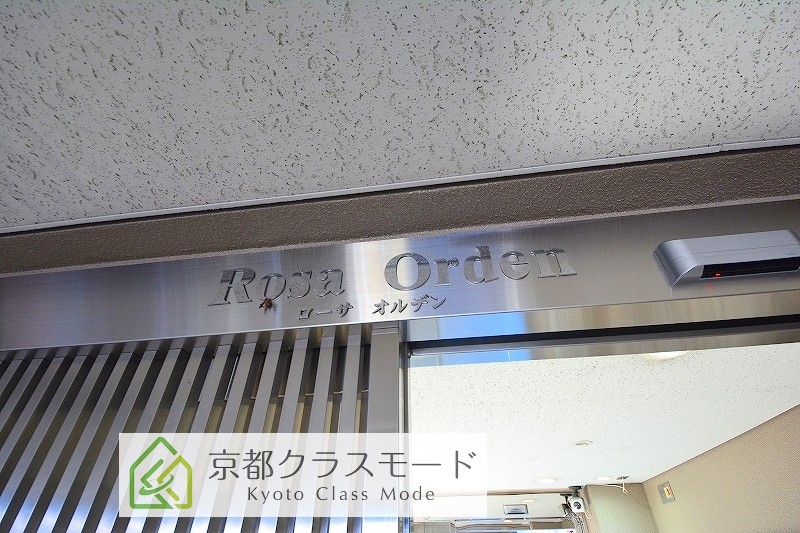 Rosa Orden
ローサ オルデン
京都クラスモード
Kyoto Class Mode